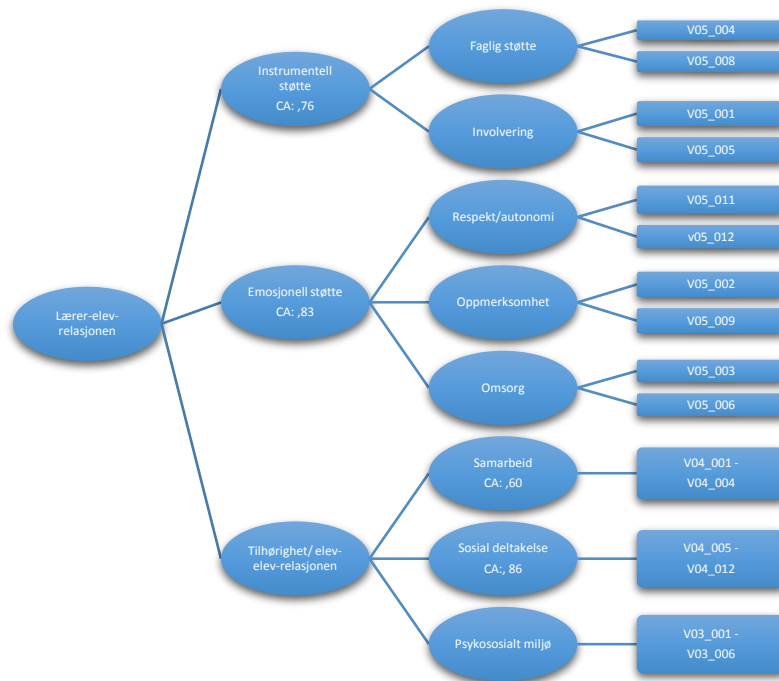 Lærer-elev-
relasjonen
Instrumentell
støtte
CA: ,76
Faglig støtte
V05_004
V05_008
Involvering
V05_001
V05_005
Emosjonell støtte
CA: ,83
Respekt/autonomi
V05_011
v05_012
Oppmerksomhet
V05_002
V05_009
Omsorg
V05_003
V05_006
Tilhørighet/ elev-
elev-relasjonen
Samarbeid
CA: ,60
V04_001 -
V04_004
Sosial deltakelse
CA:, 86
V04_005 -
V04_012
Psykososialt miljø
V03_001 -
V03_006